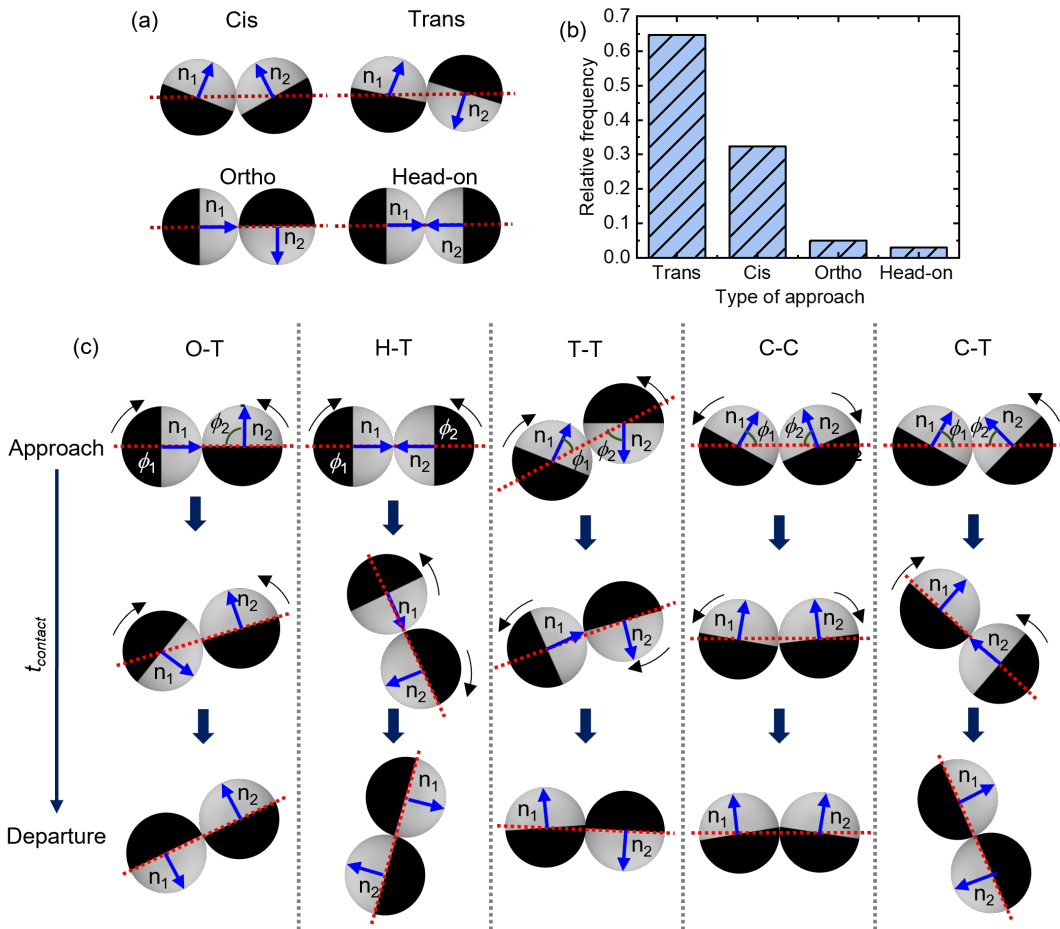 (a)
Cis
Trans
n1 n2 n1 n2
Ortho
Head-on
n1 n2 n1 n2
(b)
Relative frequency
0.7
0.6
0.5
0.4
0.3
0.2
0.1
0.0
Trans Cis Ortho Head-on
Type of approach
(c)
O-T H-T T-T C-C C-T
Approach
n1 ϕ2 n2 ϕ1
n1 ϕ2 ϕ1 n2
n1 ϕ1 ϕ2 n2
n1 ϕ1 ϕ2 n2 2
n1 ϕ1 ϕ2 n2
tcontact
n2 n1
n1 n2
n1 n2
n1 n2
n1 n2
Departure
n2 n1
n1 n2
n1 n2
n1 n2
n1 n2